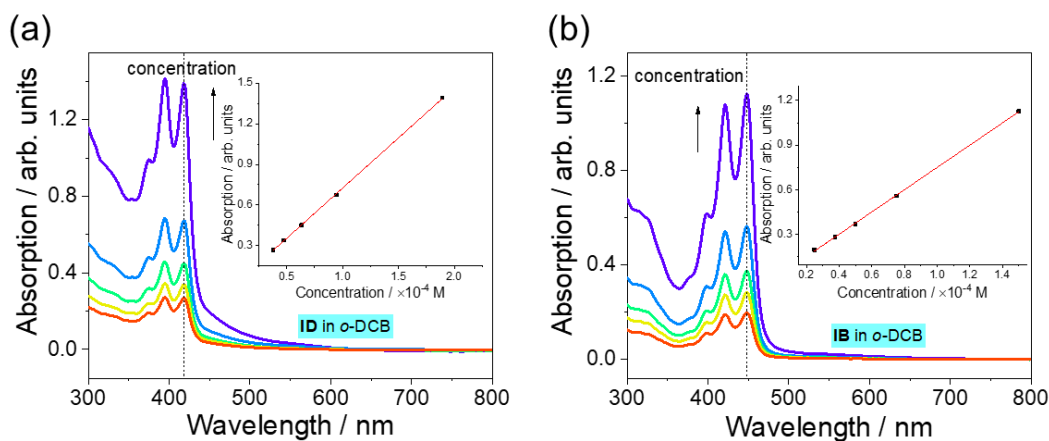 (a)
concentration
Absorption / arb. units
1.2
0.8
0.4
0.0
300 400 500 600 700 800
Wavelength / nm
ID in o-DCB
Absorption / arb. units
1.5
1.2
0.9
0.6
0.3
0.5 1.0 1.5 2.0
Concentration / ×10⁻⁴ M
(b)
concentration
Absorption / arb. units
1.2
0.8
0.4
0.0
300 400 500 600 700 800
Wavelength / nm
IB in o-DCB
Absorption / arb. units
1.2
0.9
0.6
0.3
0.2 0.4 0.6 0.8 1.0 1.2 1.4
Concentration / ×10⁻⁴ M